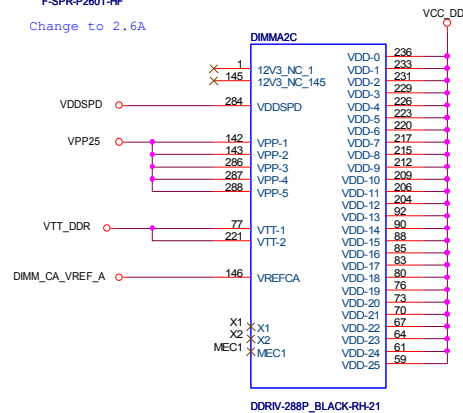 F-SPR-P260T-HF
Change to 2.6A
VCC_DD
DIMMA2C
1 12V3_NC_1 VDD-0 236
145 12V3_NC_145 VDD-1 233
VDD-2 231
VDD-3 229
VDDSPD 284 VDDSPD VDD-4 226
VDD-5 223
VDD-6 220
VPP25 142 VPP-1 VDD-7 217
143 VPP-2 VDD-8 215
286 VPP-3 VDD-9 212
287 VPP-4 VDD-10 209
288 VPP-5 VDD-11 206
VDD-12 204
VDD-13 92
VTT_DDR 77 VTT-1 VDD-14 90
221 VTT-2 VDD-15 88
VDD-16 85
VDD-17 83
DIMM_CA_VREF_A 146 VREFCA VDD-18 80
VDD-19 76
VDD-20 73
VDD-21 70
X1 X1 VDD-22 67
X2 X2 VDD-23 64
MEC1 MEC1 VDD-24 61
VDD-25 59
DDRIV-288P_BLACK-RH-21